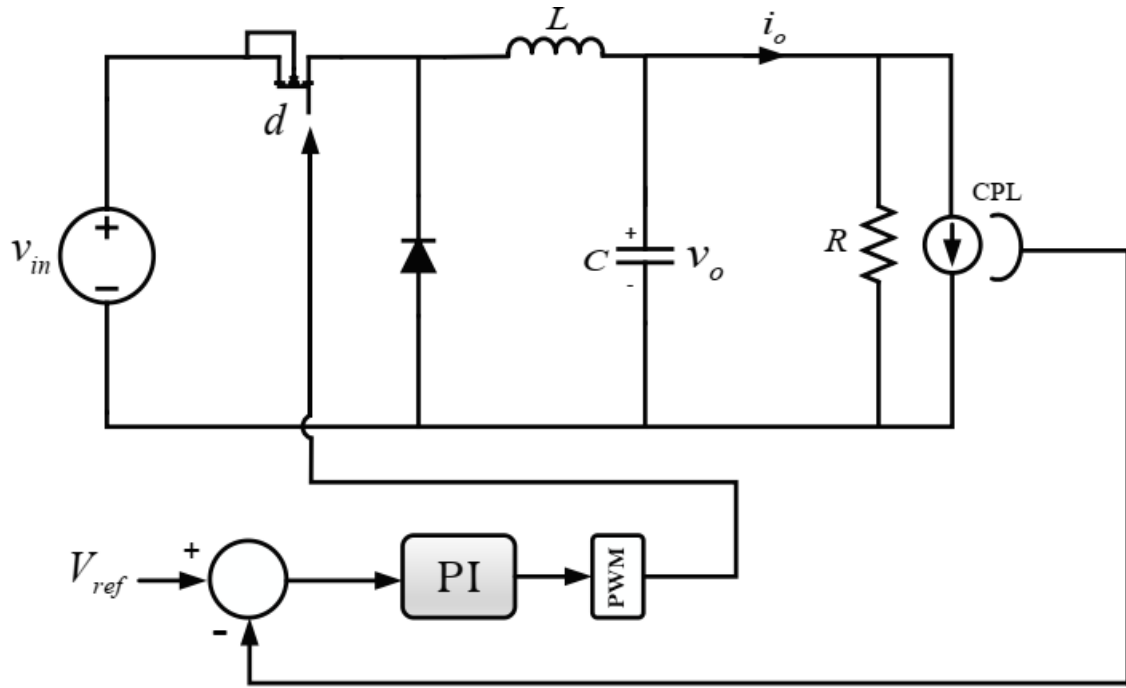 L
i_o
d
CPL
+
v_in
−
+
C
v_o
-
R
V_ref
+
-
PI
PWM